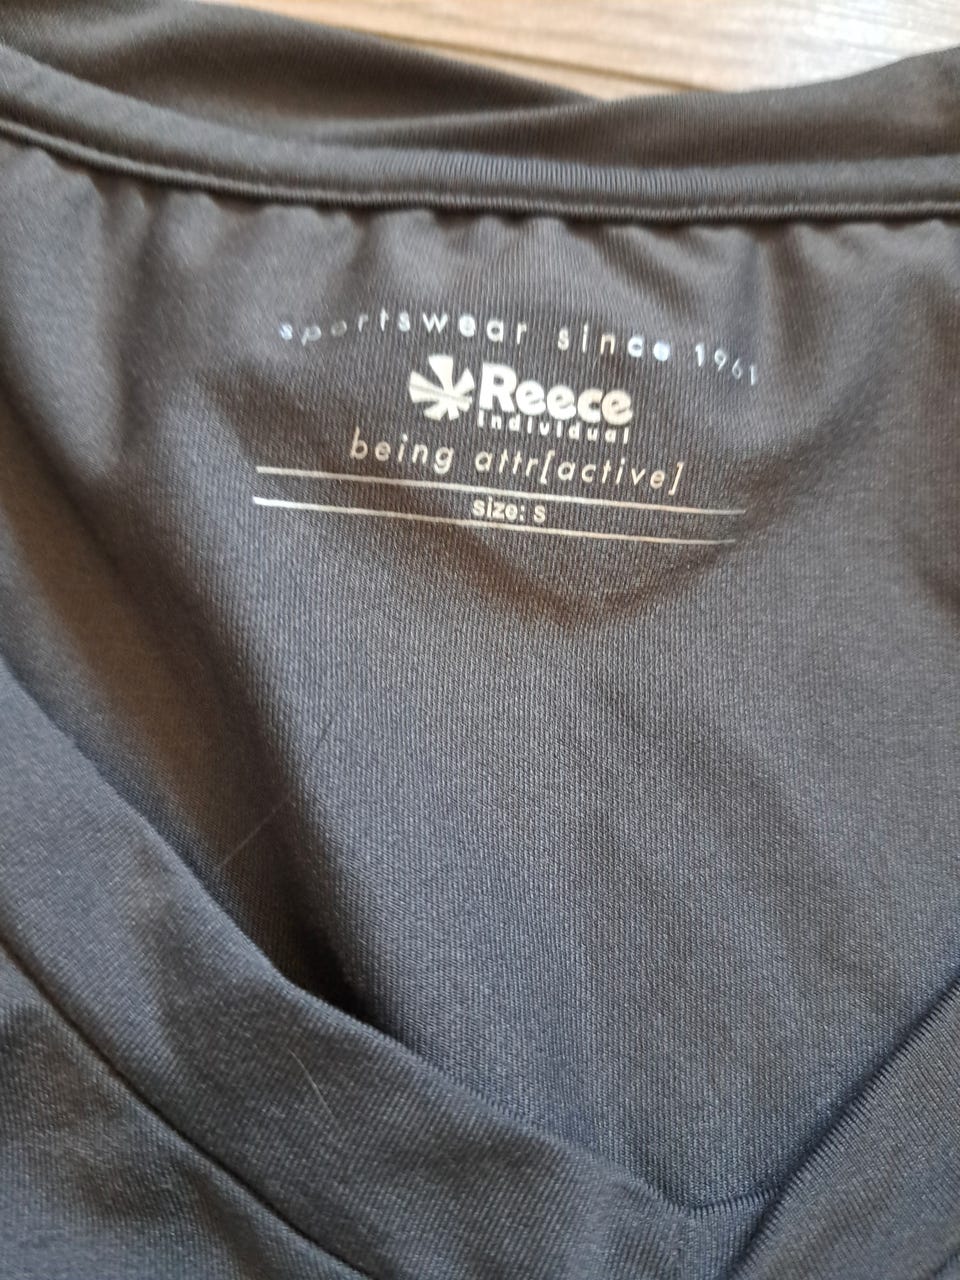 sportswear since 1961
Reece
individual
being attr[active]
size: S